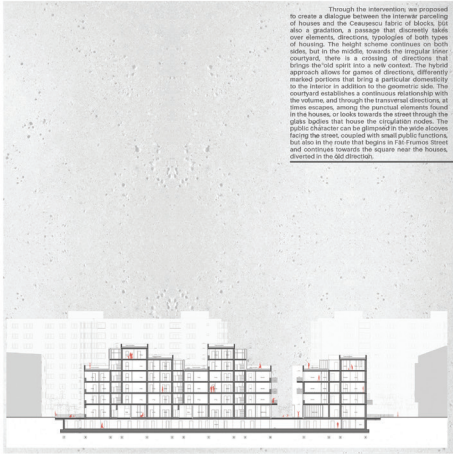 Through the intervention, we proposed
to create a dialogue between the interwar parceling
of houses and the Ceaușescu fabric of blocks, but
also a gradation, a passage that discreetly takes
over elements, directions, typologies of both types
of housing. The height scheme continues on both
sides, but in the middle, towards the irregular inner
courtyard, there is a crossing of directions that
brings the old spirit into a new context. The hybrid
approach allows for games of directions, differently
marked portions that bring a particular domesticity
to the interior in addition to the geometric side. The
courtyard establishes a continuous relationship with
the volume, and through the transversal directions, at
times escapes, among the punctual elements found
in the houses, or looks towards the street through the
glass bodies that house the circulation nodes. The
public character can be glimpsed in the wide alcoves
facing the street, coupled with small public functions,
but also in the route that begins in Făt-Frumos Street
and continues towards the square near the houses,
diverted in the old direction.